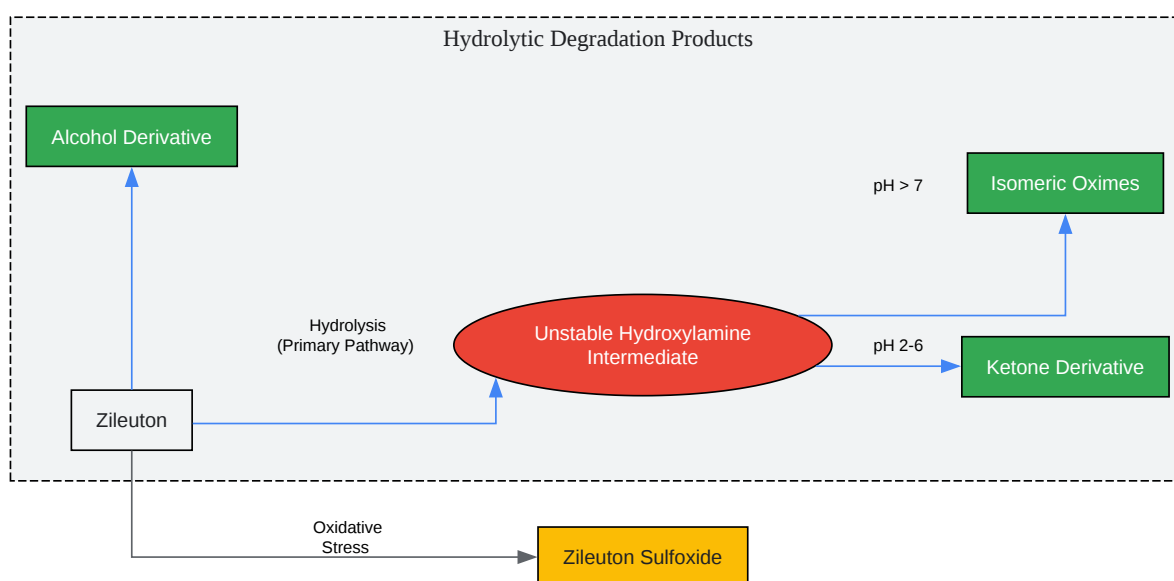 Hydrolytic Degradation Products
Alcohol Derivative
pH > 7
Isomeric Oximes
Hydrolysis
(Primary Pathway)
Unstable Hydroxylamine
Intermediate
pH 2-6
Ketone Derivative
Zileuton
Oxidative
Stress
Zileuton Sulfoxide